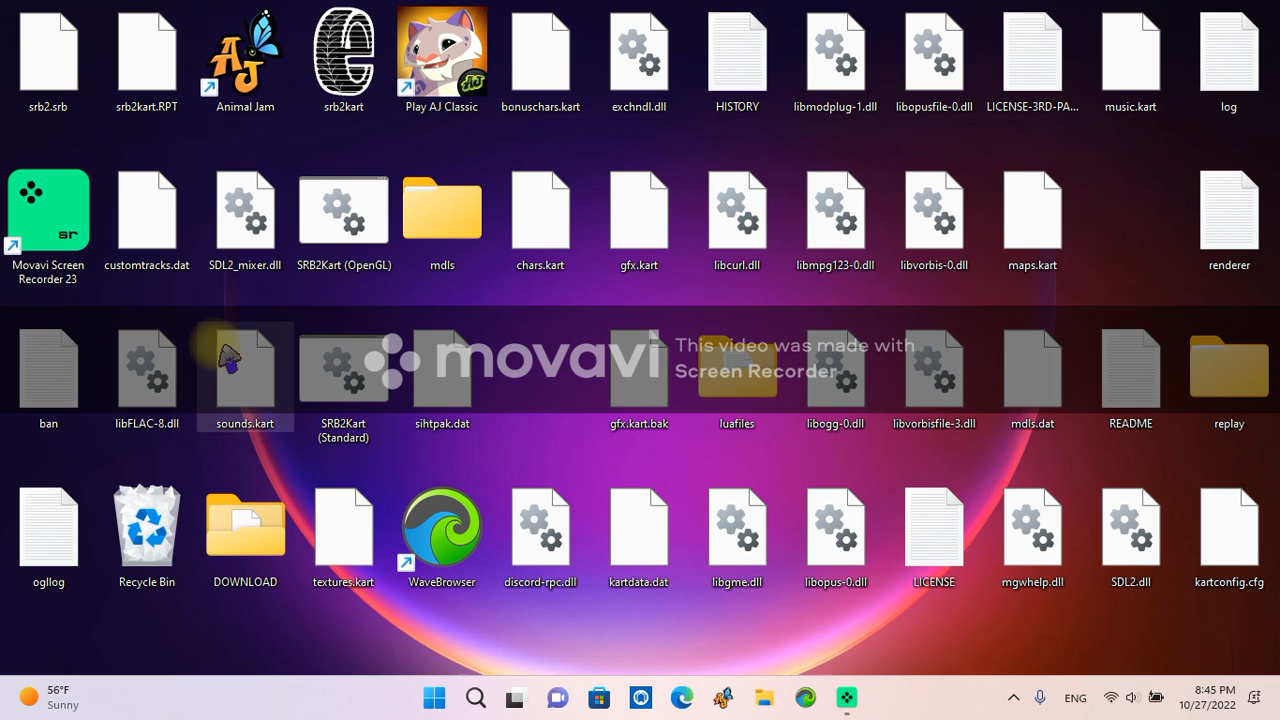 srb2.srb
srb2kart.RPT
Animal Jam
srb2kart
Play AJ Classic
bonuschars.kart
exchndl.dll
HISTORY
libmodplug-1.dll
libopusfile-0.dll
LICENSE-3RD-PA...
music.kart
log
Movavi Screen
Recorder 23
customtracks.dat
SDL2_mixer.dll
SRB2Kart (OpenGL)
mdls
chars.kart
gfx.kart
libcurl.dll
libmpg123-0.dll
libvorbis-0.dll
maps.kart
renderer
movavi
This video was made with
Screen Recorder
ban
libFLAC-8.dll
sounds.kart
SRB2Kart
(Standard)
sihtpak.dat
gfx.kart.bak
luafiles
libogg-0.dll
libvorbisfile-3.dll
mdls.dat
README
replay
ogllog
Recycle Bin
DOWNLOAD
textures.kart
WaveBrowser
discord-rpc.dll
kartdata.dat
libgme.dll
libopus-0.dll
LICENSE
mgwhelp.dll
SDL2.dll
kartconfig.cfg
56°F
Sunny
ENG
8:45 PM
10/27/2022